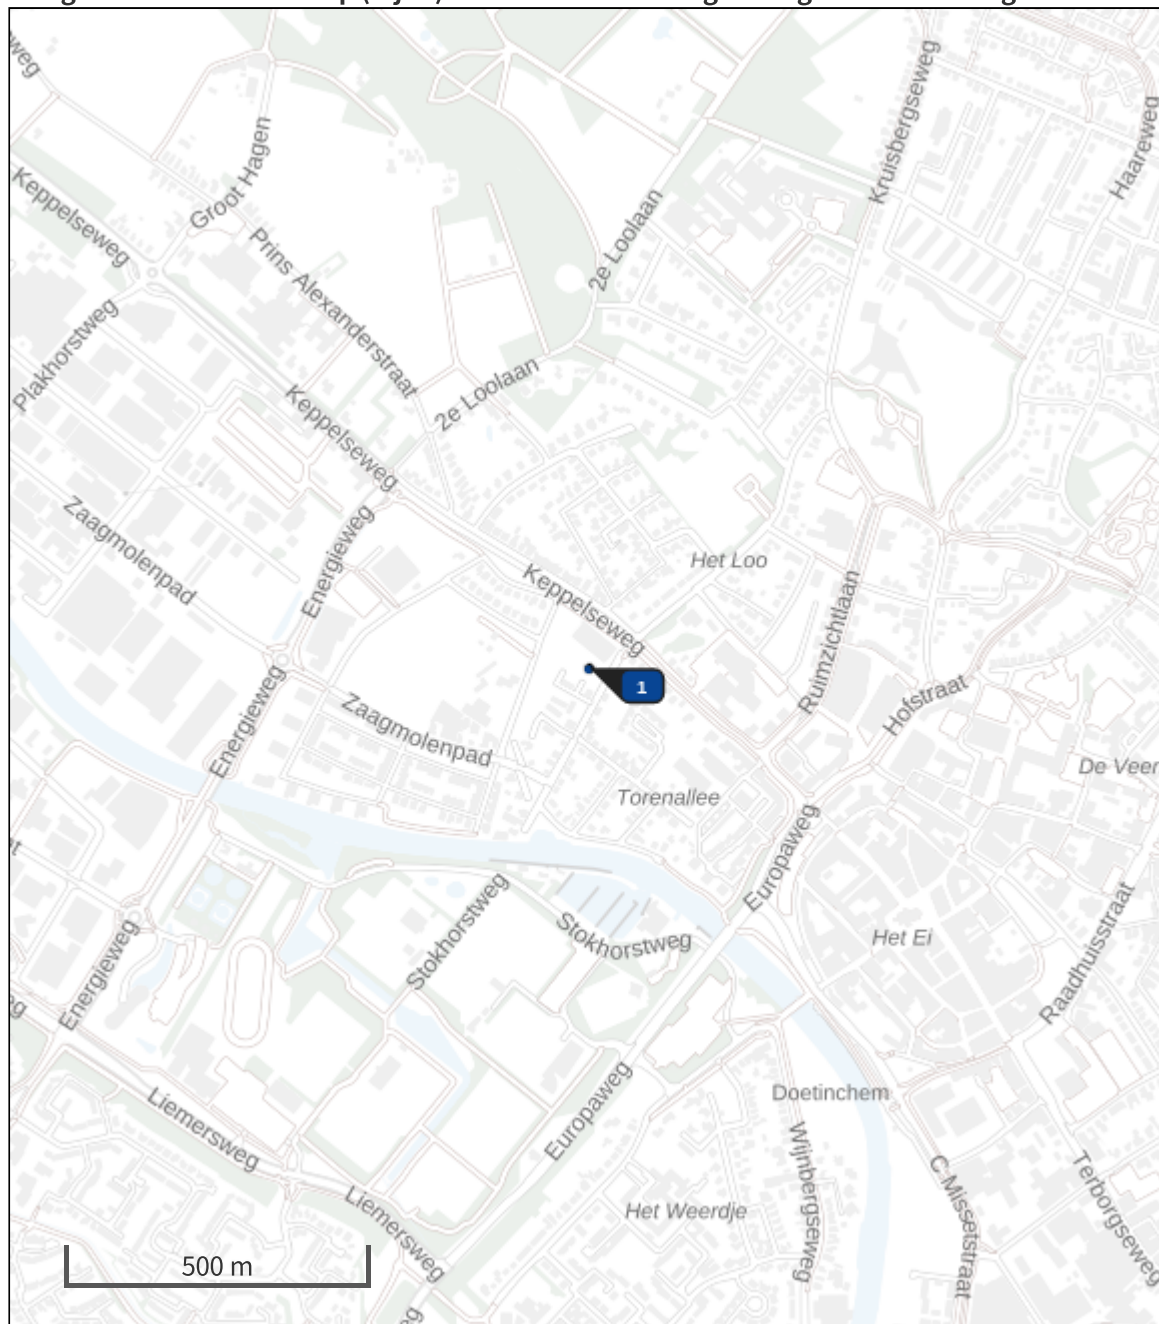 Kruisbergseweg
Haareweg
Groot Hagen
Keppelseweg
2e Loolaan
Prins Alexanderstraat
Plakhorstweg
2e Loolaan
Keppelseweg
Zaagmolenpad
Energieweg
Het Loo
Keppelseweg
Ruimzichtlaan
1
Hofstraat
Energieweg
Zaagmolenpad
De Veen
Torenallee
Europaweg
Stokhorstweg
Stokhorstweg
Het Ei
Raadhuisstraat
Energieweg
Doetinchem
Europaweg
Liemersweg
Wijnbergseweg
C Missetstraat
Terborgseweg
Het Weerdje
Liemersweg
500 m